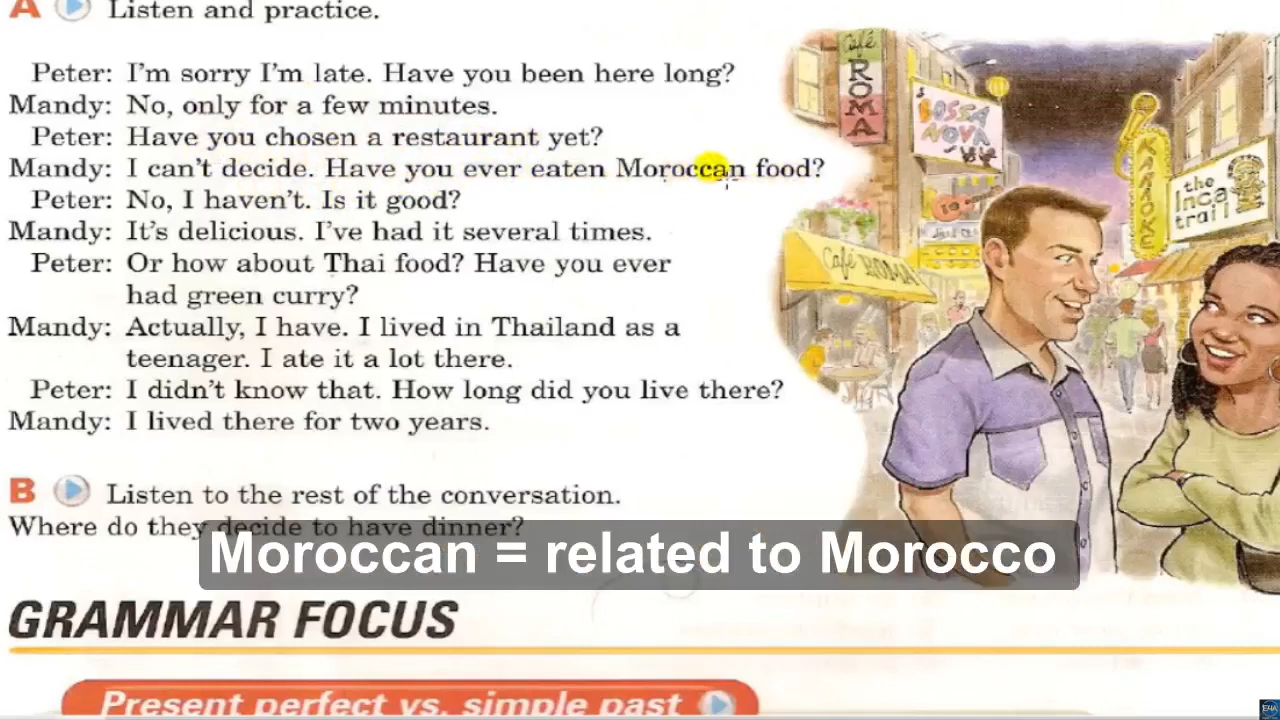 A Listen and practice.
Peter: I'm sorry I'm late. Have you been here long?
Mandy: No, only for a few minutes.
Peter: Have you chosen a restaurant yet?
Mandy: I can't decide. Have you ever eaten Moroccan food?
Peter: No, I haven't. Is it good?
Mandy: It's delicious. I've had it several times.
Peter: Or how about Thai food? Have you ever
had green curry?
Mandy: Actually, I have. I lived in Thailand as a
teenager. I ate it a lot there.
Peter: I didn't know that. How long did you live there?
Mandy: I lived there for two years.
Café
ROMA
BOSSA
NOVA
KARAOKE
the
Inca
trail
Café ROMA
B Listen to the rest of the conversation.
Where do they decide to have dinner?
Moroccan = related to Morocco
GRAMMAR FOCUS
Present perfect vs. simple past